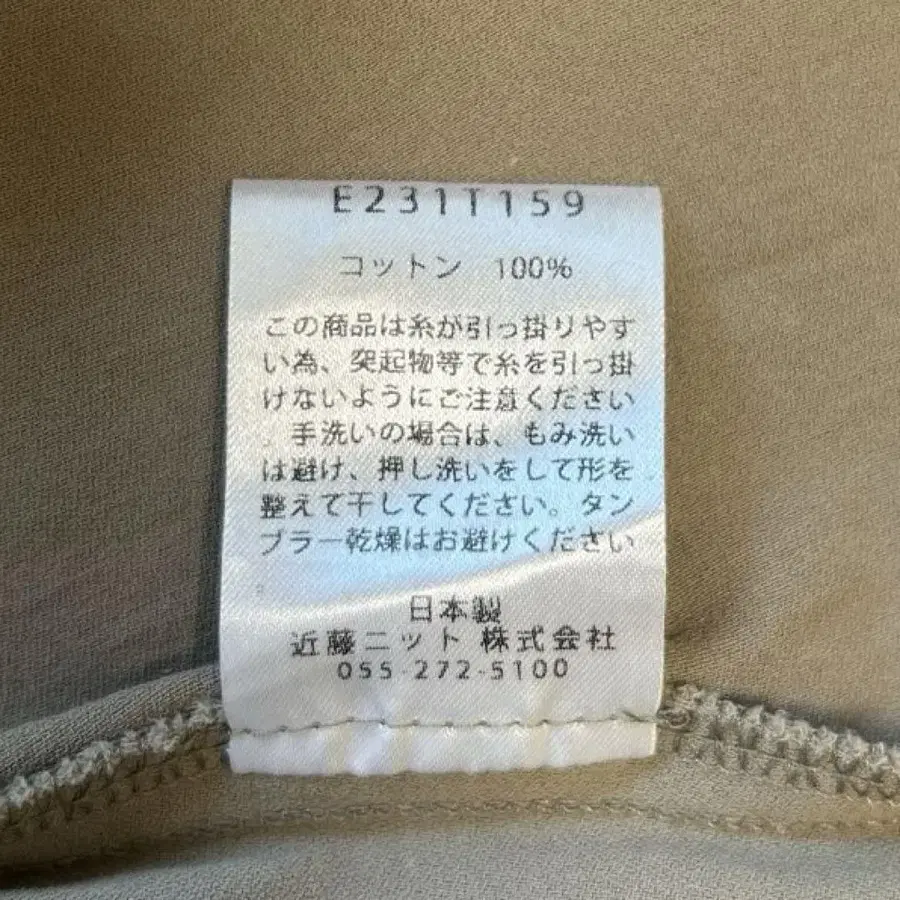 E231T159
コットン 100%
この商品は糸が引っ掛りやす
い為、突起物等で糸を引っ掛
けないようにご注意ください
。手洗いの場合は、もみ洗い
は避け、押し洗いをして形を
整えて干してください。タン
ブラー乾燥はお避けください
日本製
近藤ニット 株式会社
055-272-5100